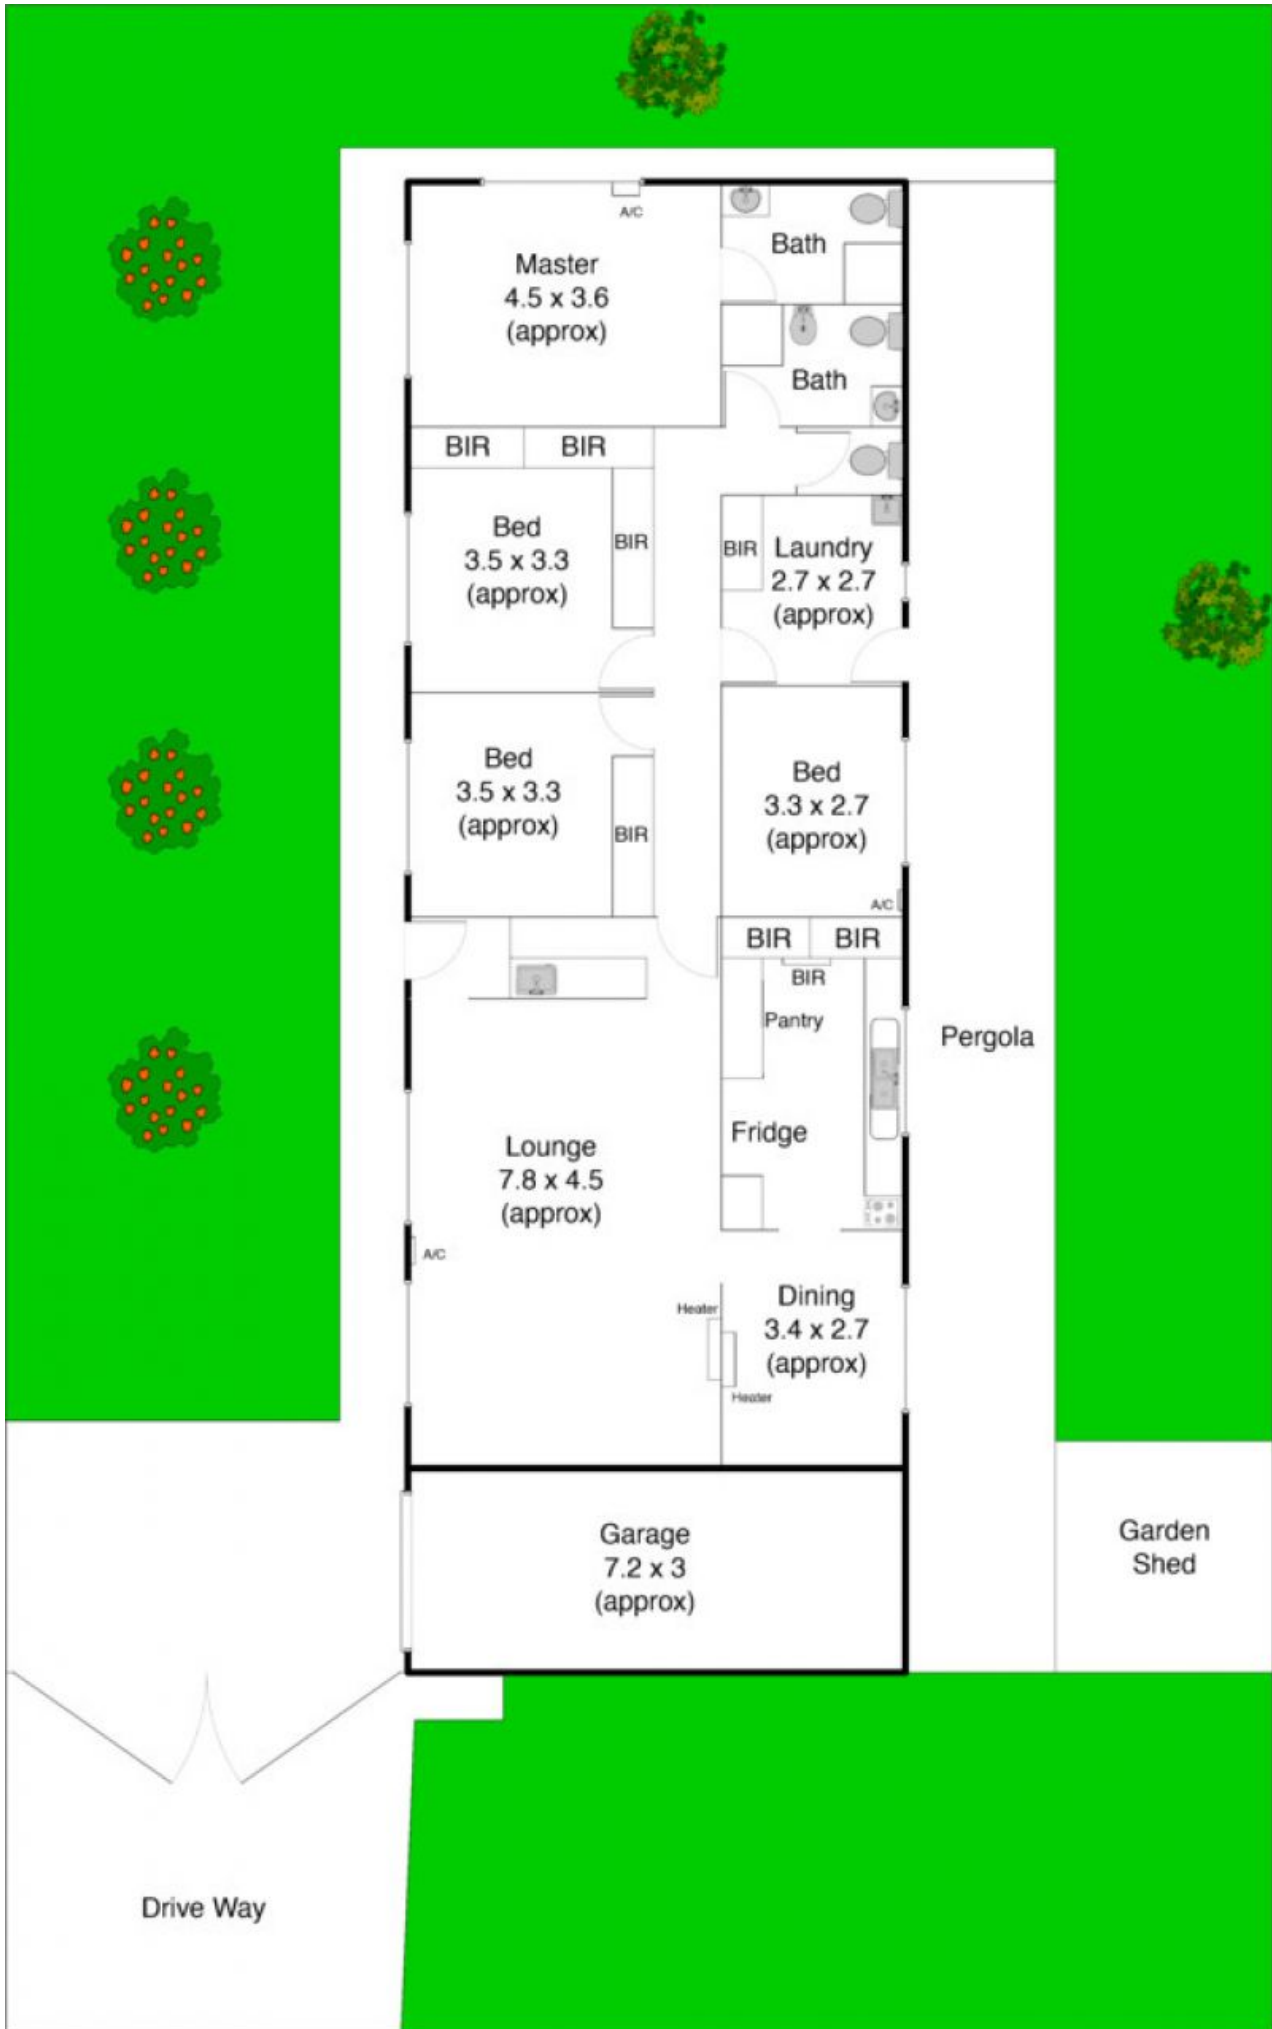 A/C
Bath
Master
4.5 x 3.6
(approx)
Bath
BIR
BIR
Bed
3.5 x 3.3
(approx)
BIR
BIR
Laundry
2.7 x 2.7
(approx)
Bed
3.5 x 3.3
(approx)
BIR
Bed
3.3 x 2.7
(approx)
A/C
BIR
BIR
BIR
Pantry
Pergola
Fridge
Lounge
7.8 x 4.5
(approx)
A/C
Dining
3.4 x 2.7
(approx)
Heater
Heater
Garage
7.2 x 3
(approx)
Garden
Shed
Drive Way